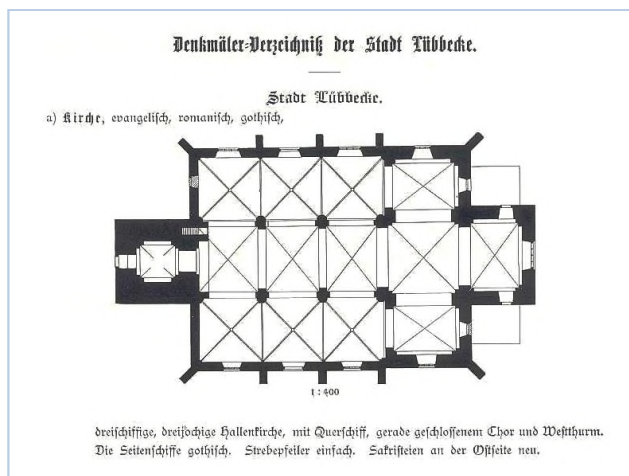 Denkmäler-Verzeichniß der Stadt Lübbecke.
Stadt Lübbecke.
a) Kirche, evangelisch, romanisch, gothisch,
1 : 400
dreischiffige, dreijochige Hallenkirche, mit Querschiff, gerade geschlossenem Chor und Westthurm.
Die Seitenschiffe gothisch. Strebepfeiler einfach. Sakristeien an der Ostseite neu.